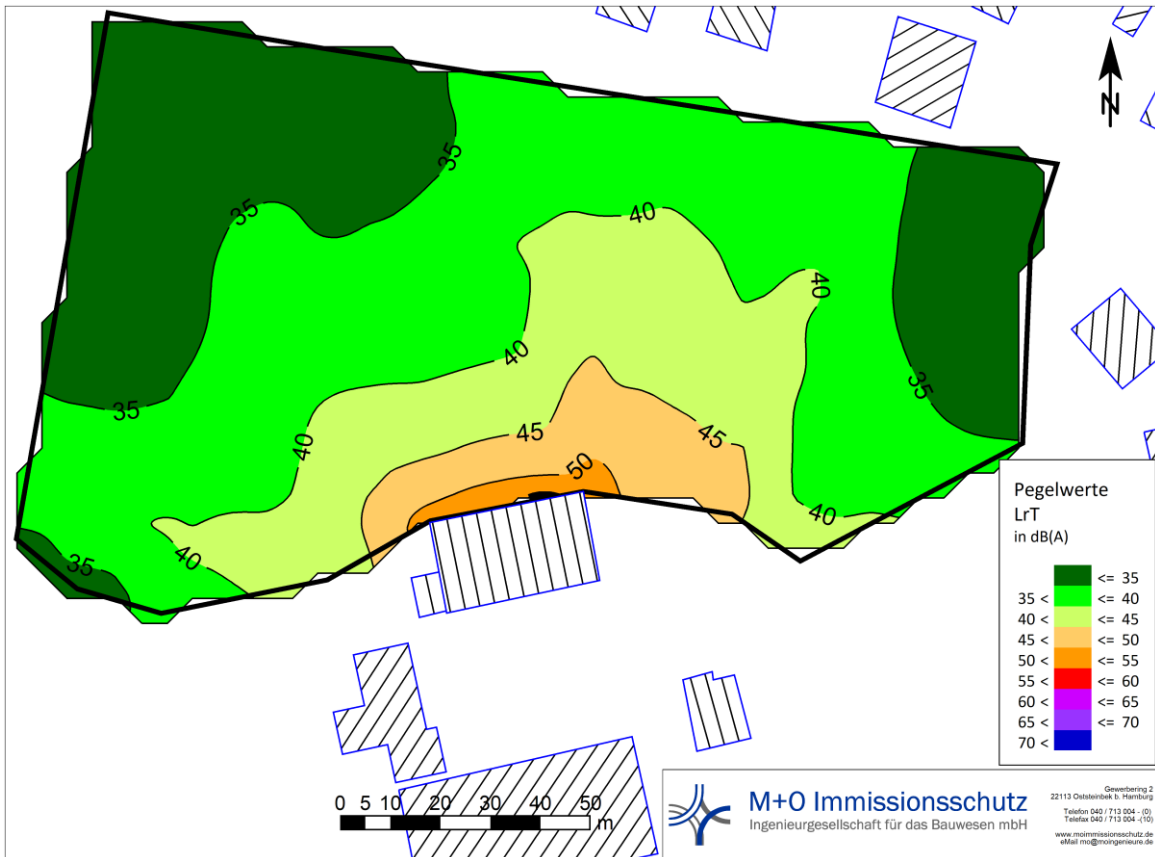 N
35
35
40
40
35
40
35
40
45
45
50
40
40
35
Pegelwerte
LrT
in dB(A)
<= 35
35 < <= 40
40 < <= 45
45 < <= 50
50 < <= 55
55 < <= 60
60 < <= 65
65 < <= 70
70 <
0 5 10 20 30 40 50
m
M+O Immissionsschutz
Ingenieurgesellschaft für das Bauwesen mbH
Gewerbering 2
22113 Oststeinbek b. Hamburg
Telefon 040 / 713 004 - (0)
Telefax 040 / 713 004 -(10)
www.moimmissionsschutz.de
eMail mo@moingenieure.de